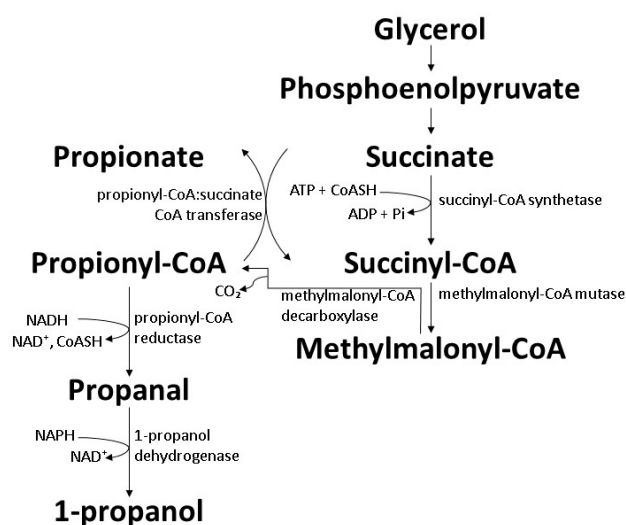 Glycerol
Phosphoenolpyruvate
Propionate
Succinate
propionyl-CoA:succinate
CoA transferase
ATP + CoASH
ADP + Pi
succinyl-CoA synthetase
Propionyl-CoA
Succinyl-CoA
CO₂
methylmalonyl-CoA
decarboxylase
methylmalonyl-CoA mutase
Methylmalonyl-CoA
NADH
NAD⁺, CoASH
propionyl-CoA
reductase
Propanal
NAPH
NAD⁺
1-propanol
dehydrogenase
1-propanol